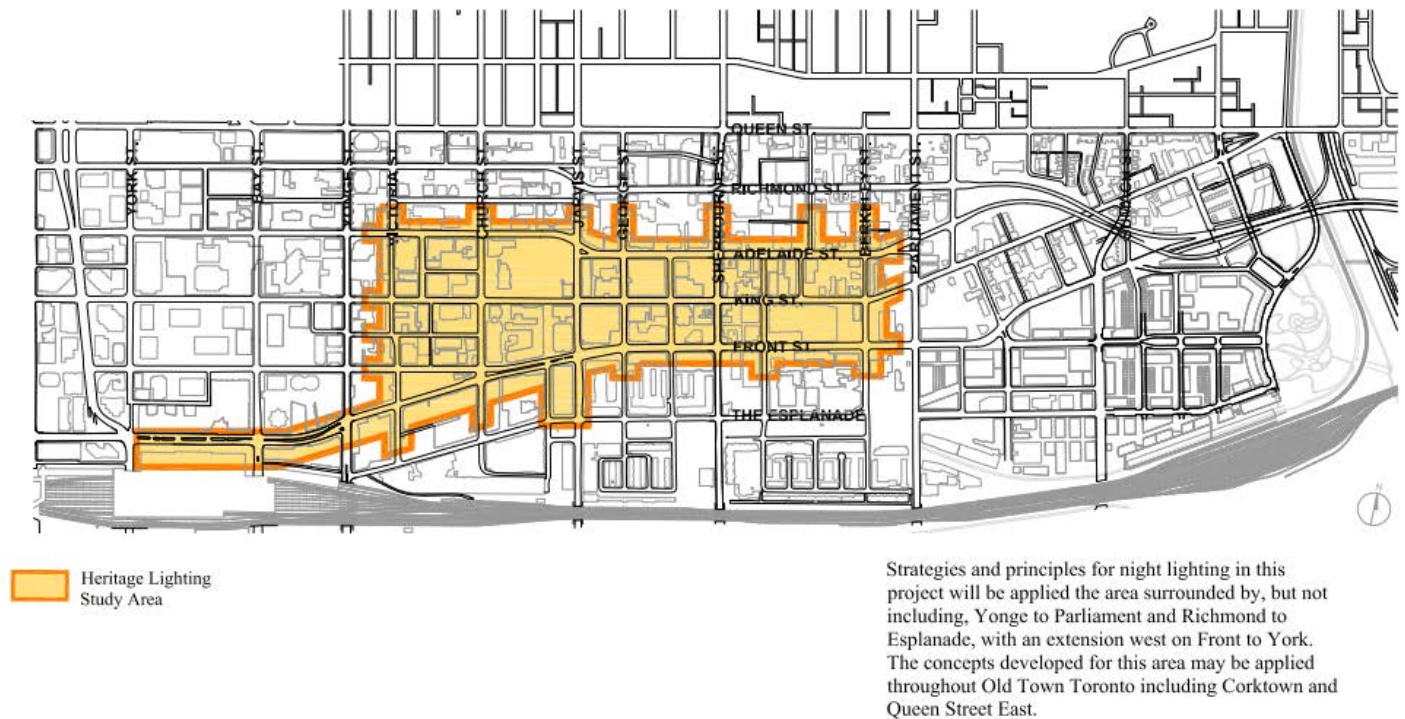 QUEEN ST.
RICHMOND ST.
ADELAIDE ST.
KING ST.
FRONT ST.
THE ESPLANADE
YORK ST.
BAY ST.
YONGE ST.
CHURCH ST.
GEORGE ST.
SHERBOURNE ST.
BERKELEY ST.
PARLIAMENT ST.
N
Heritage Lighting
Study Area
Strategies and principles for night lighting in this
project will be applied the area surrounded by, but not
including, Yonge to Parliament and Richmond to
Esplanade, with an extension west on Front to York.
The concepts developed for this area may be applied
throughout Old Town Toronto including Corktown and
Queen Street East.